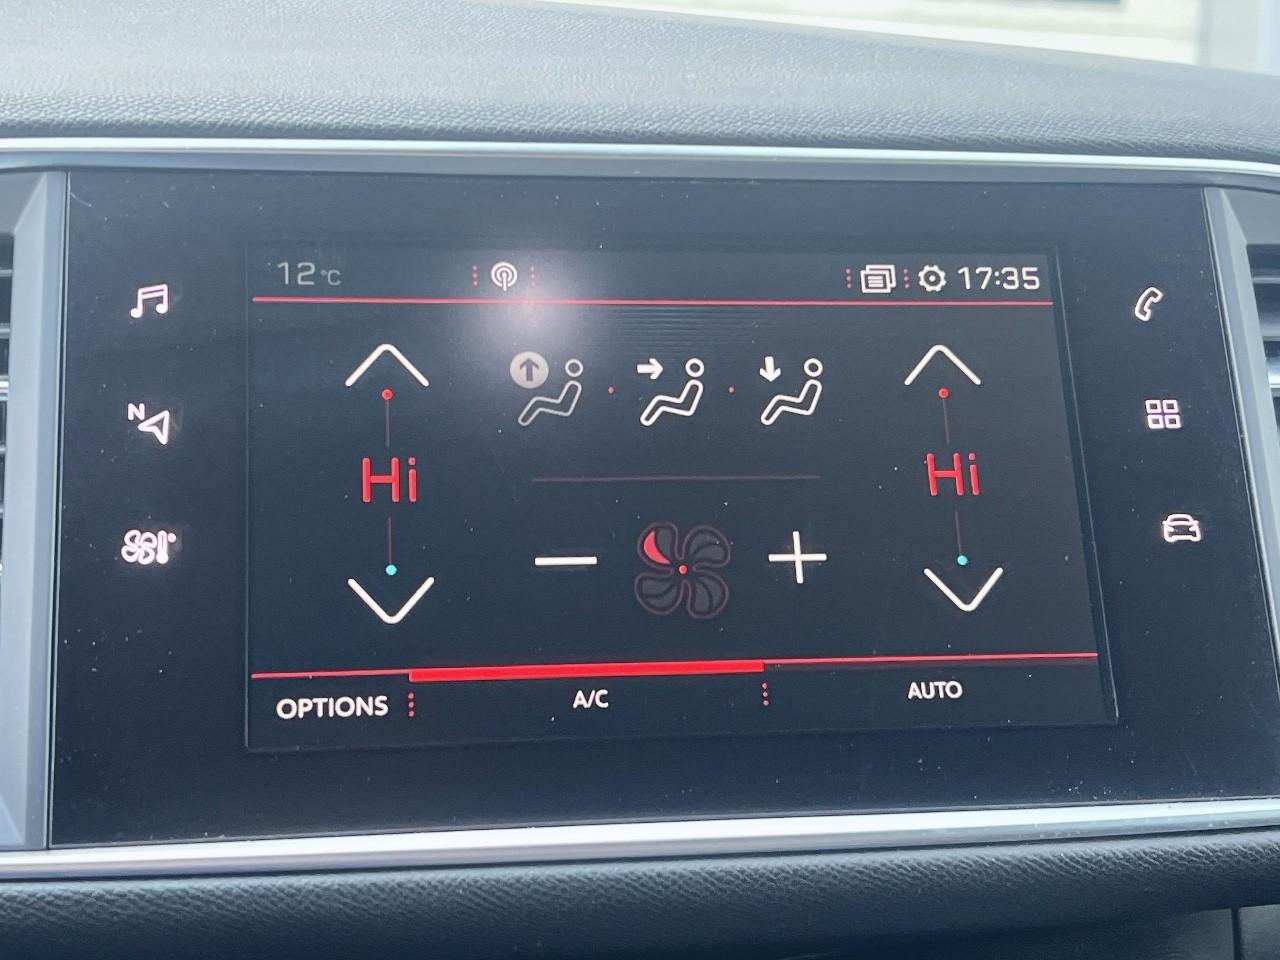 12°C
17:35
N
Hi
Hi
OPTIONS
A/C
AUTO